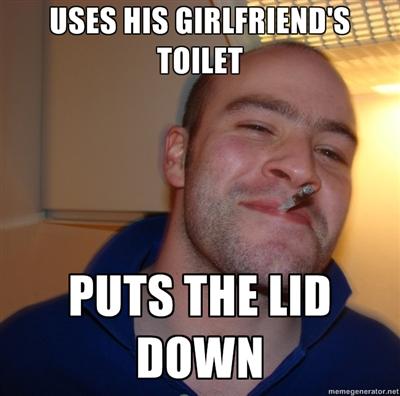 USES HIS GIRLFRIEND'S
TOILET
PUTS THE LID
DOWN
memegenerator.net